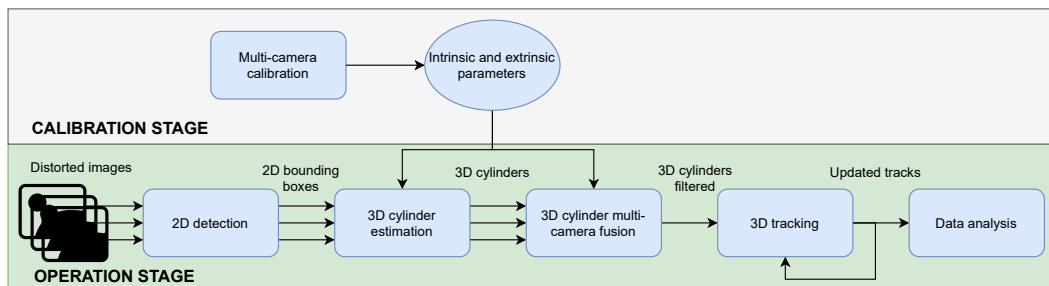 Multi-camera
calibration
Intrinsic and extrinsic
parameters
CALIBRATION STAGE
Distorted images
2D bounding
boxes
3D cylinders
3D cylinders
filtered
Updated tracks
2D detection
3D cylinder
estimation
3D cylinder multi-
camera fusion
3D tracking
Data analysis
OPERATION STAGE